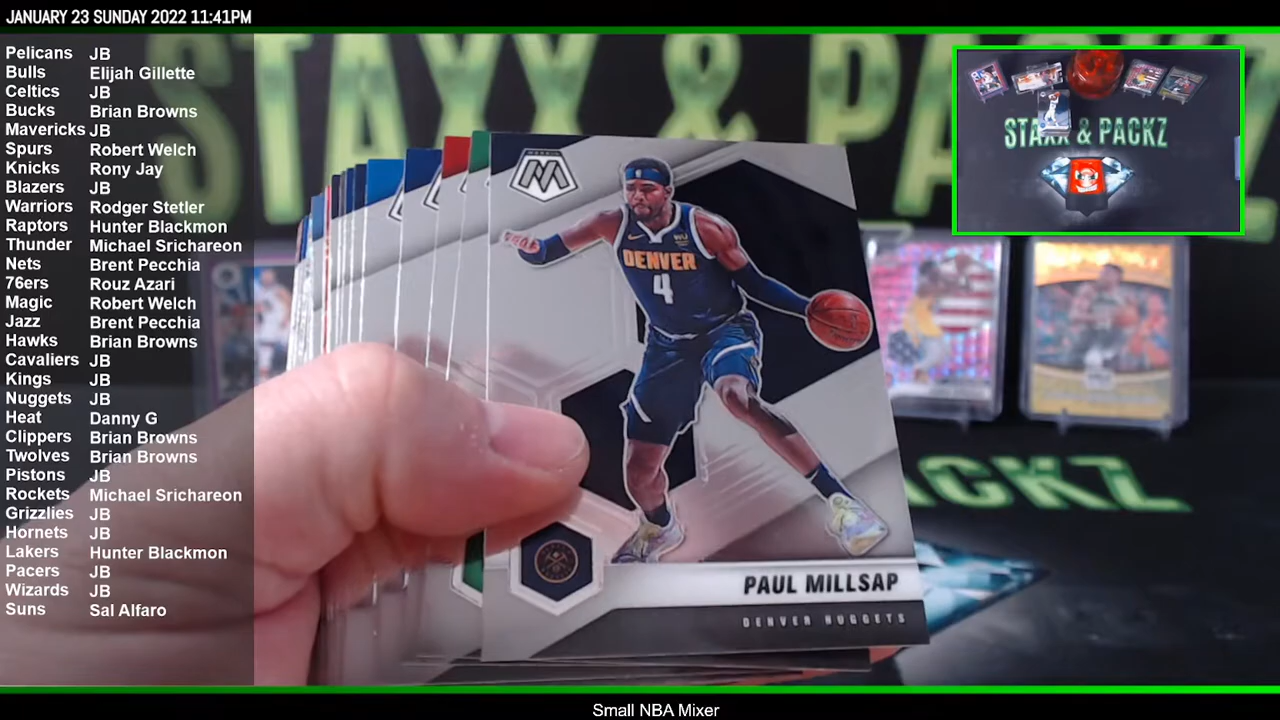 JANUARY 23 SUNDAY 2022 11:41PM
Pelicans JB
Bulls Elijah Gillette
Celtics JB
Bucks Brian Browns
Mavericks JB
Spurs Robert Welch
Knicks Rony Jay
Blazers JB
Warriors Rodger Stetler
Raptors Hunter Blackmon
Thunder Michael Srichareon
Nets Brent Pecchia
76ers Rouz Azari
Magic Robert Welch
Jazz Brent Pecchia
Hawks Brian Browns
Cavaliers JB
Kings JB
Nuggets JB
Heat Danny G
Clippers Brian Browns
Twolves Brian Browns
Pistons JB
Rockets Michael Srichareon
Grizzlies JB
Hornets JB
Lakers Hunter Blackmon
Pacers JB
Wizards JB
Suns Sal Alfaro
STAXX & PACKZ
STAXX & PACKZ
MOSAIC
DENVER
4
ACKZ
PAUL MILLSAP
DENVER NUGGETS
Small NBA Mixer